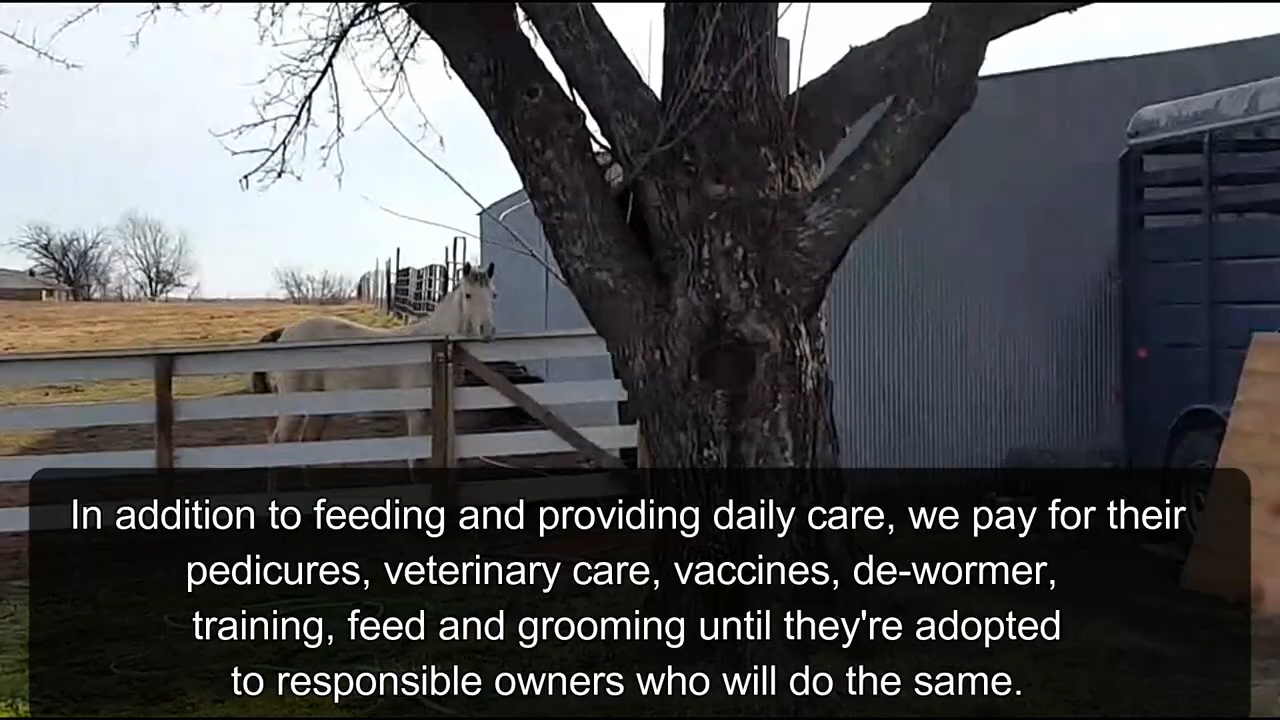 In addition to feeding and providing daily care, we pay for their
pedicures, veterinary care, vaccines, de-wormer,
training, feed and grooming until they're adopted
to responsible owners who will do the same.